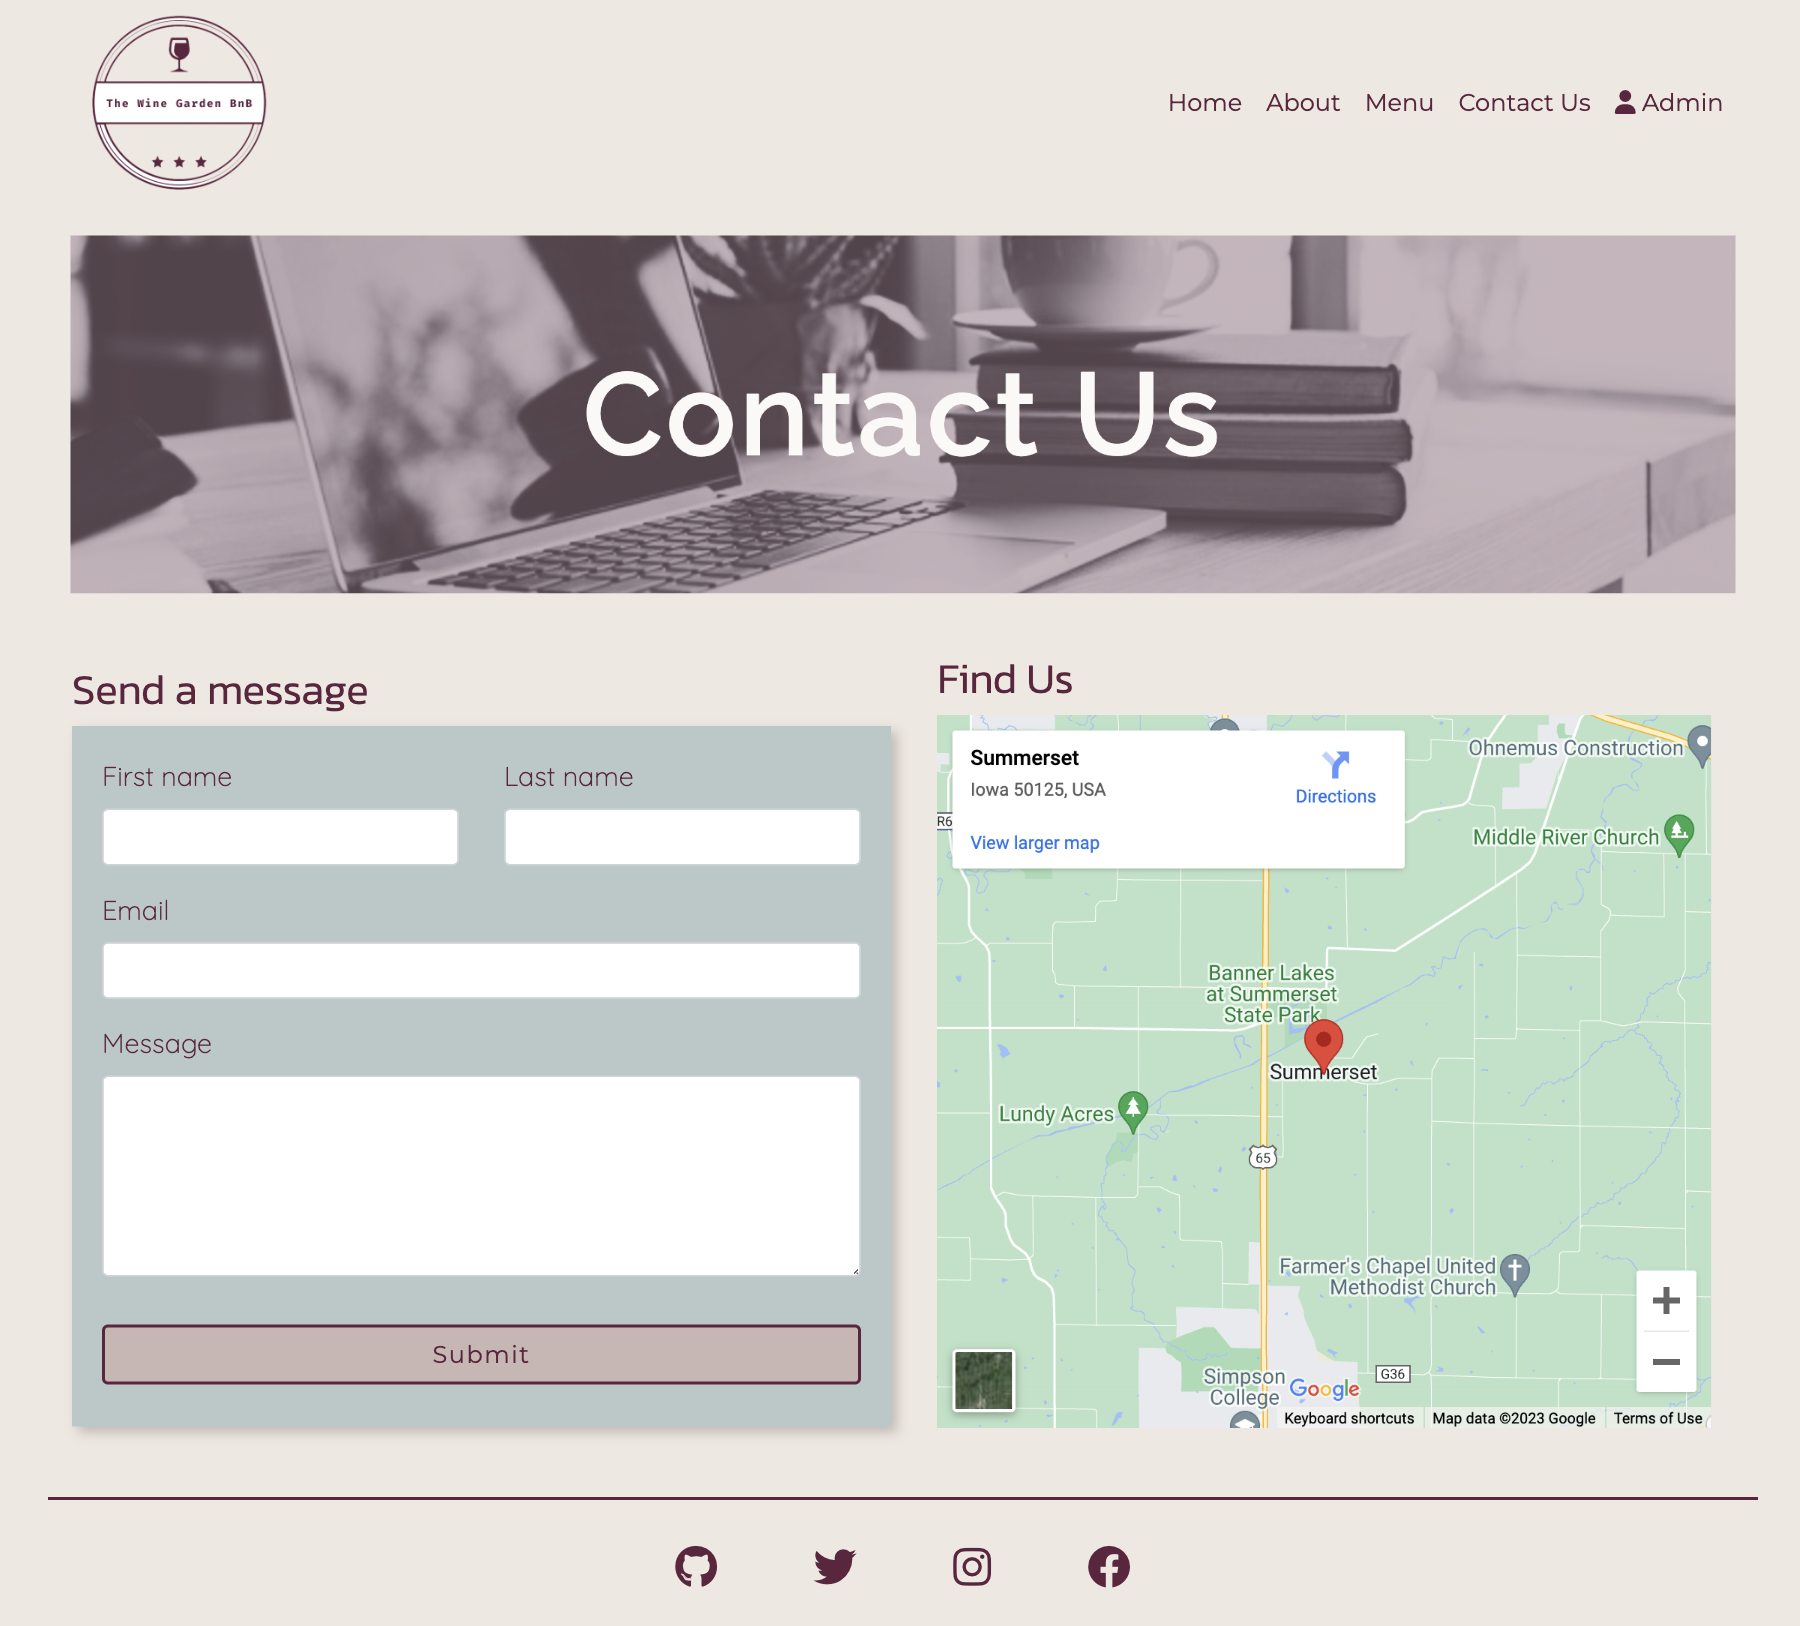 The Wine Garden BnB
Home About Menu Contact Us Admin
Contact Us
Send a message
First name
Last name
Email
Message
Submit
Find Us
Summerset
Iowa 50125, USA
Directions
View larger map
Ohnemus Construction
R6
Middle River Church
Banner Lakes
at Summerset
State Park
Summerset
Lundy Acres
65
Farmer's Chapel United
Methodist Church
Simpson
College
Google
G36
Keyboard shortcuts
Map data ©2023 Google
Terms of Use